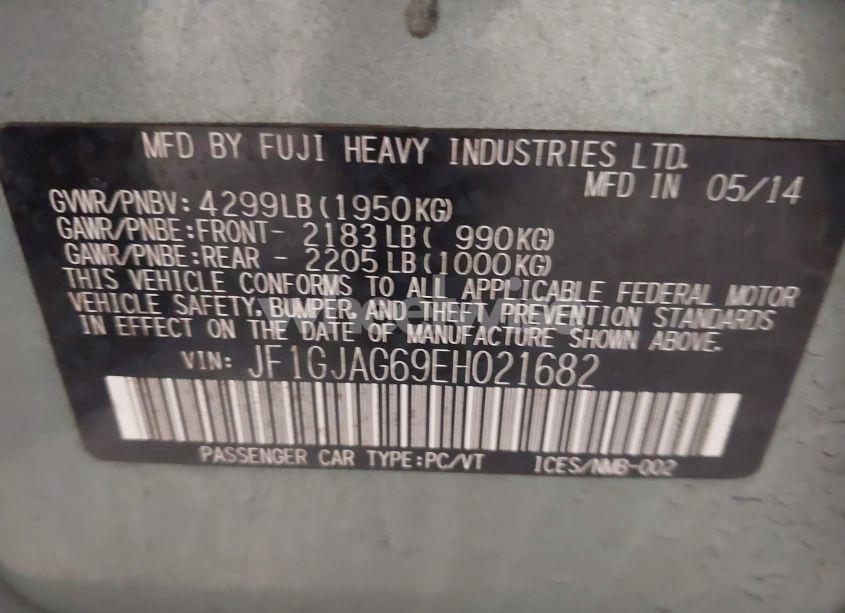 MFD BY FUJI HEAVY INDUSTRIES LTD.
MFD IN 05/14
GVWR/PNBV: 4299LB(1950KG)
GAWR/PNBE:FRONT- 2183LB( 990KG)
GAWR/PNBE:REAR - 2205LB(1000KG)
THIS VEHICLE CONFORMS TO ALL APPLICABLE FEDERAL MOTOR
VEHICLE SAFETY, BUMPER, AND THEFT PREVENTION STANDARDS
IN EFFECT ON THE DATE OF MANUFACTURE SHOWN ABOVE.
VIN: JF1GJAG69EH021682
PASSENGER CAR TYPE:PC/VT ICES/NMB-002